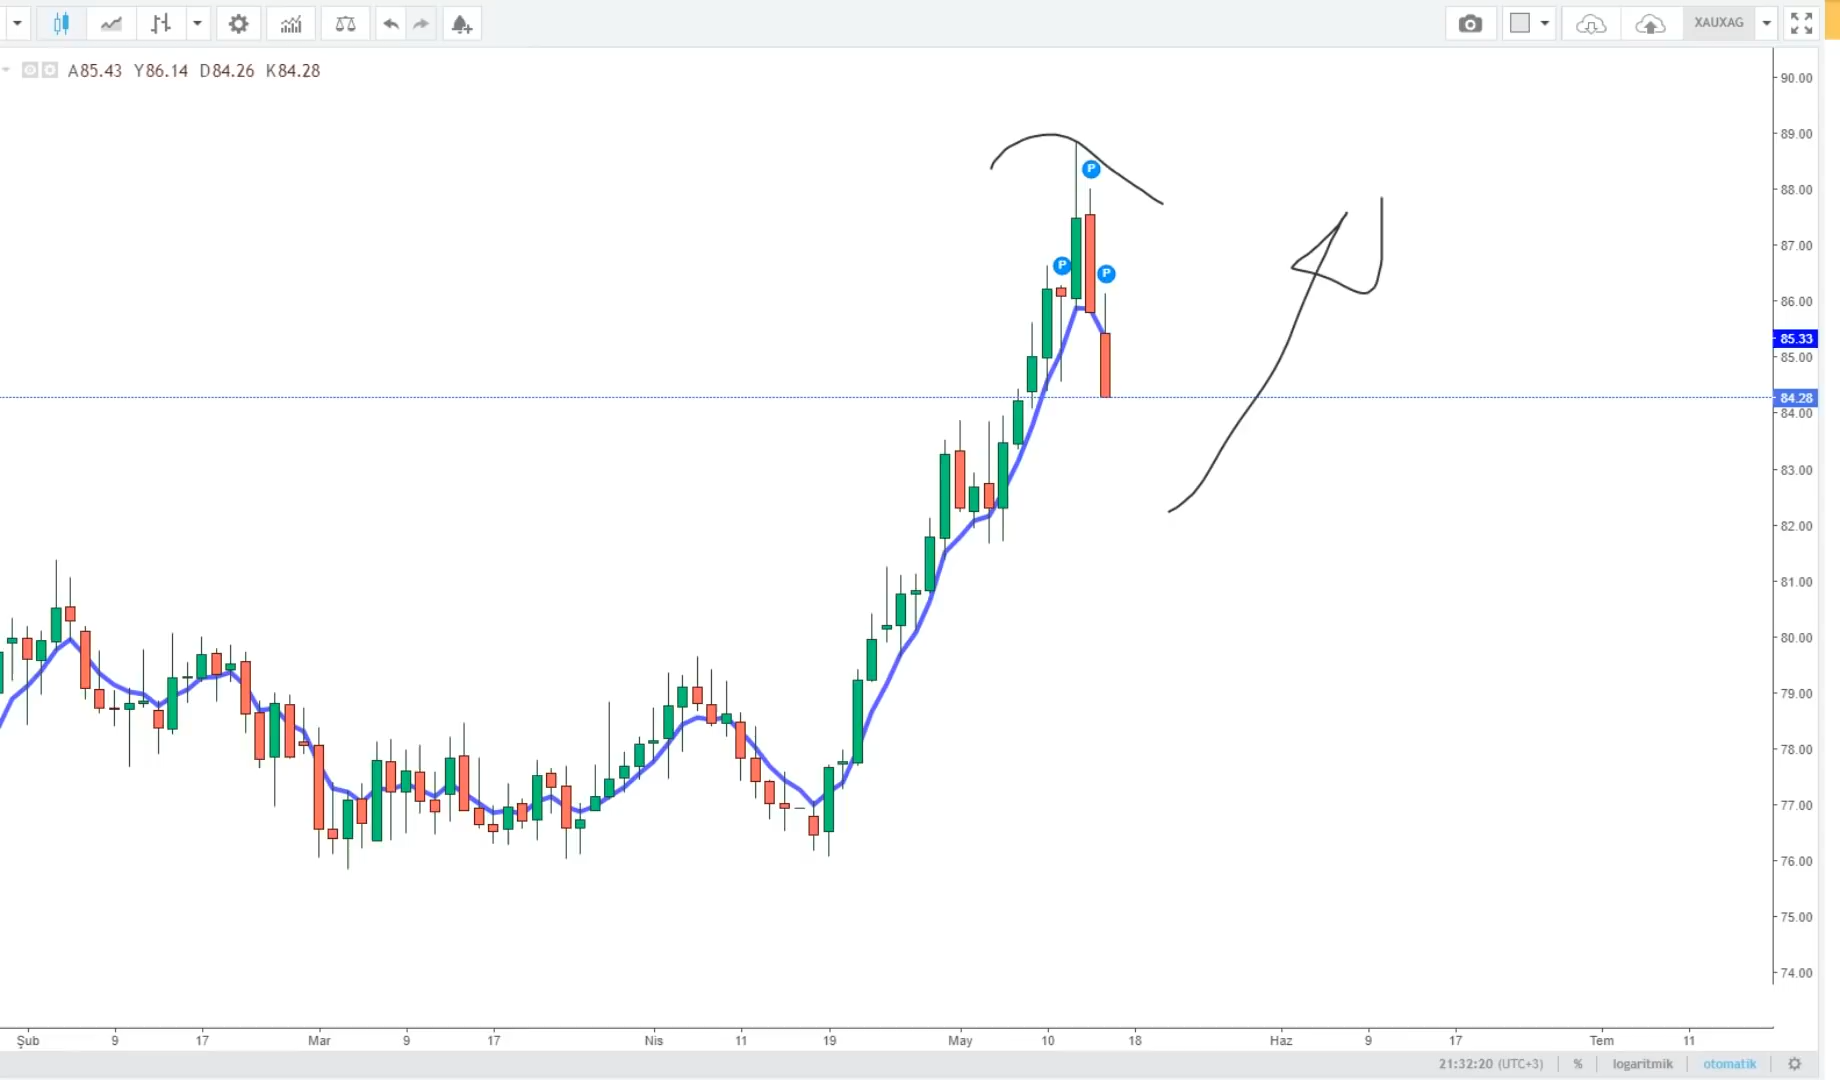 XAUXAG
A85.43 Y86.14 D84.26 K84.28
90.00
89.00
P
88.00
87.00
P
P
86.00
85.33
85.00
84.28
84.00
83.00
82.00
81.00
80.00
79.00
78.00
77.00
76.00
75.00
74.00
Şub 9 17 Mar 9 17 Nis 11 19 May 10 18 Haz 9 17 Tem 11
21:32:20 (UTC+3) % logaritmik otomatik